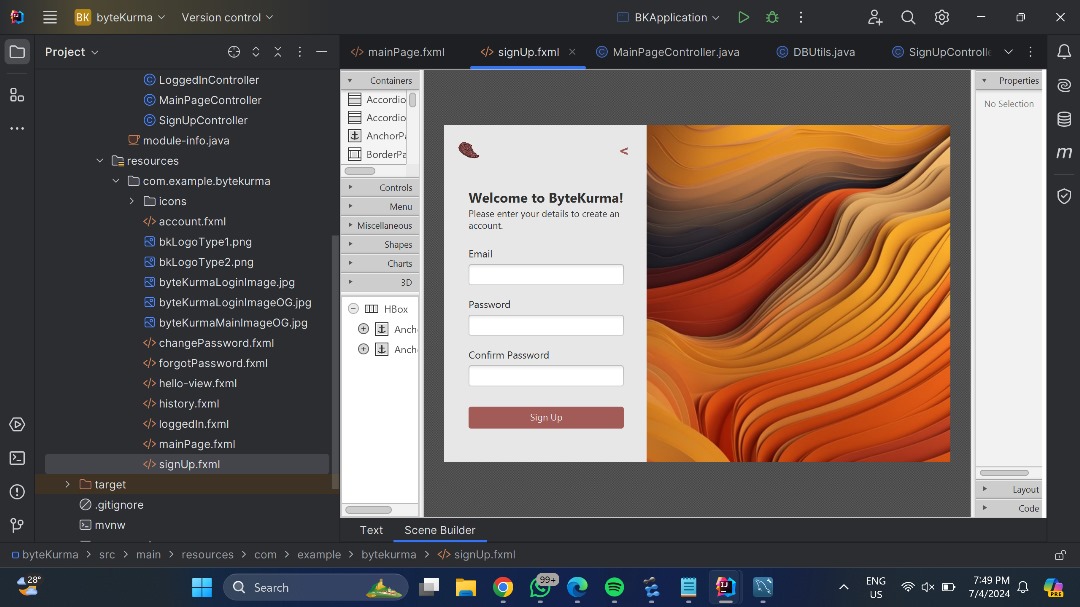 BK byteKurma Version control BKApplication
Project
mainPage.fxml signUp.fxml MainPageController.java DBUtils.java SignUpControll
LoggedInController
MainPageController
SignUpController
module-info.java
resources
com.example.bytekurma
icons
account.fxml
bkLogoType1.png
bkLogoType2.png
byteKurmaLoginImage.jpg
byteKurmaLoginImageOG.jpg
byteKurmaMainImageOG.jpg
changePassword.fxml
forgotPassword.fxml
hello-view.fxml
history.fxml
loggedIn.fxml
mainPage.fxml
signUp.fxml
target
.gitignore
mvnw
Containers
Accordio
Accordio
AnchorPa
BorderPa
Controls
Menu
Miscellaneous
Shapes
Charts
3D
HBox
Anch
Anch
<
Welcome to ByteKurma!
Please enter your details to create an
account.
Email
Password
Confirm Password
Sign Up
Properties
No Selection
Layout
Code
m
Text Scene Builder
byteKurma > src > main > resources > com > example > bytekurma > signUp.fxml
28°
Search
99+
ENG
US
7:49 PM
7/4/2024
PRE